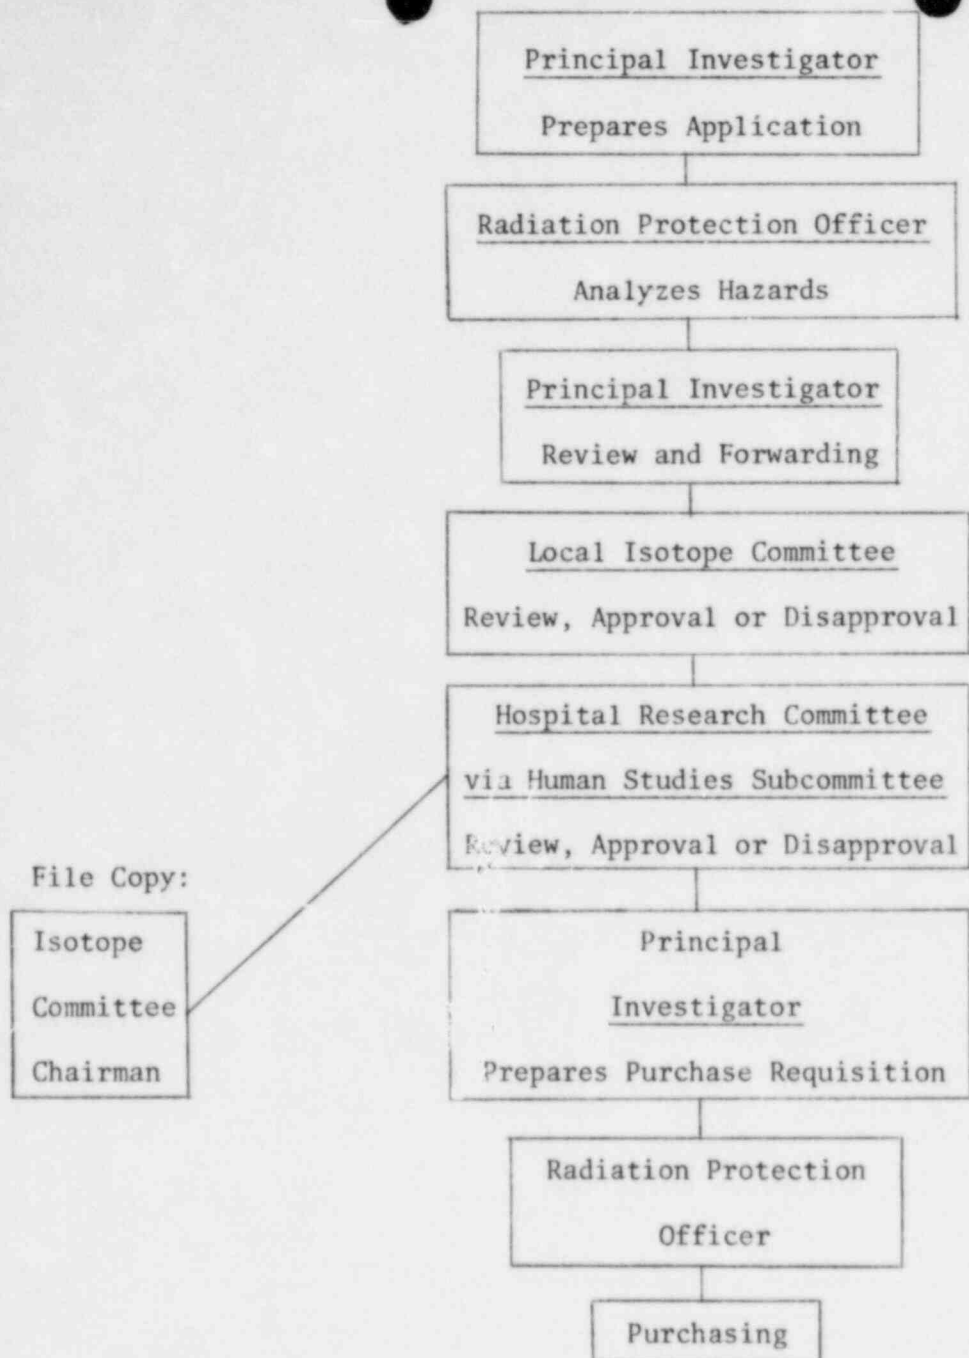 Principal Investigator
Prepares Application
Radiation Protection Officer
Analyzes Hazards
Principal Investigator
Review and Forwarding
Local Isotope Committee
Review, Approval or Disapproval
Hospital Research Committee
via Human Studies Subcommittee
Review, Approval or Disapproval
File Copy:
Isotope
Committee
Chairman
Principal
Investigator
Prepares Purchase Requisition
Radiation Protection
Officer
Purchasing